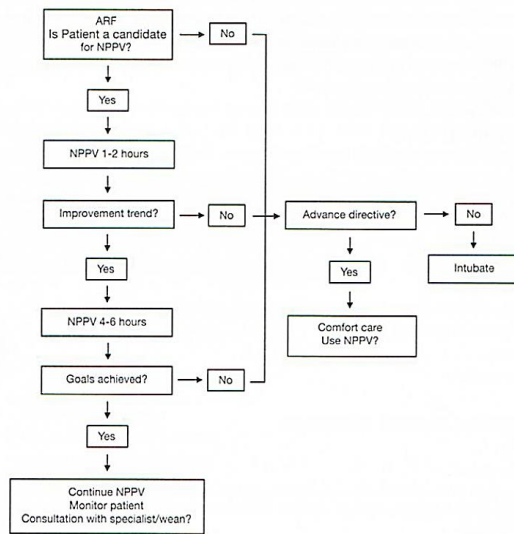 ARF
Is Patient a candidate
for NPPV?
No
Yes
NPPV 1-2 hours
Improvement trend?
No
Advance directive?
No
Yes
Yes
Intubate
NPPV 4-6 hours
Comfort care
Use NPPV?
Goals achieved?
No
Yes
Continue NPPV
Monitor patient
Consultation with specialist/wean?